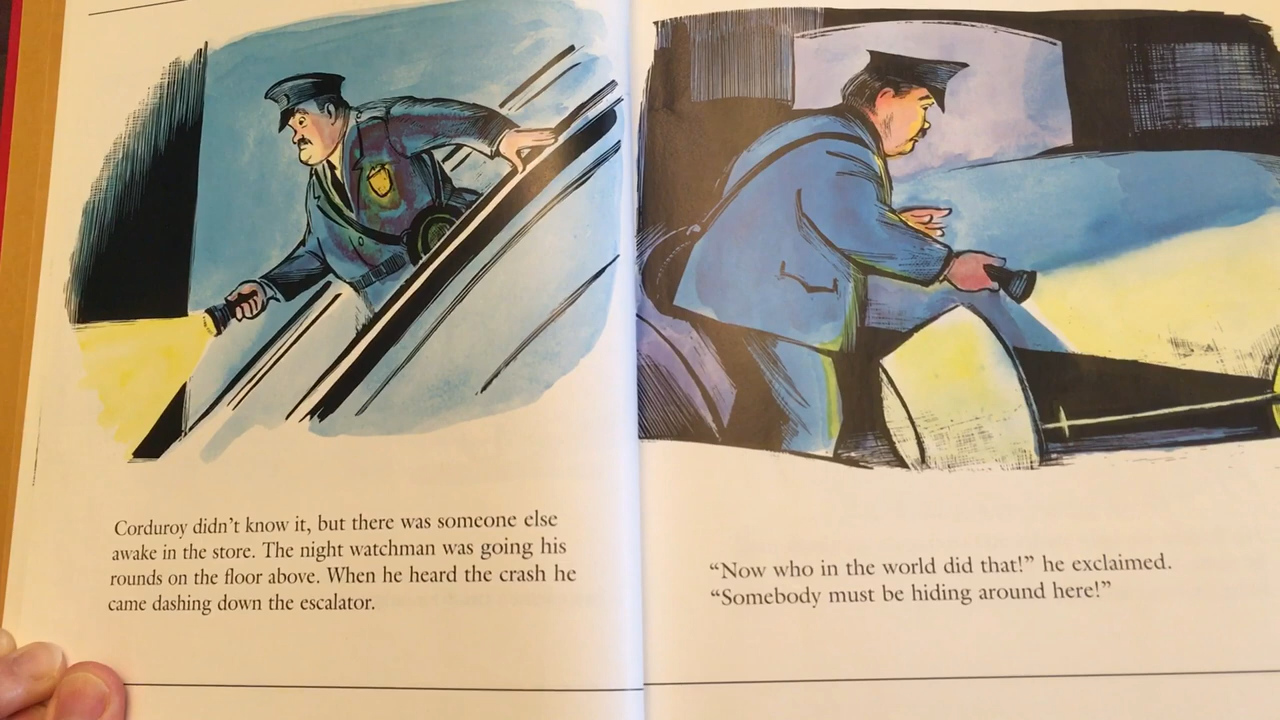 Corduroy didn't know it, but there was someone else
awake in the store. The night watchman was going his
rounds on the floor above. When he heard the crash he
came dashing down the escalator.
“Now who in the world did that!” he exclaimed.
“Somebody must be hiding around here!”